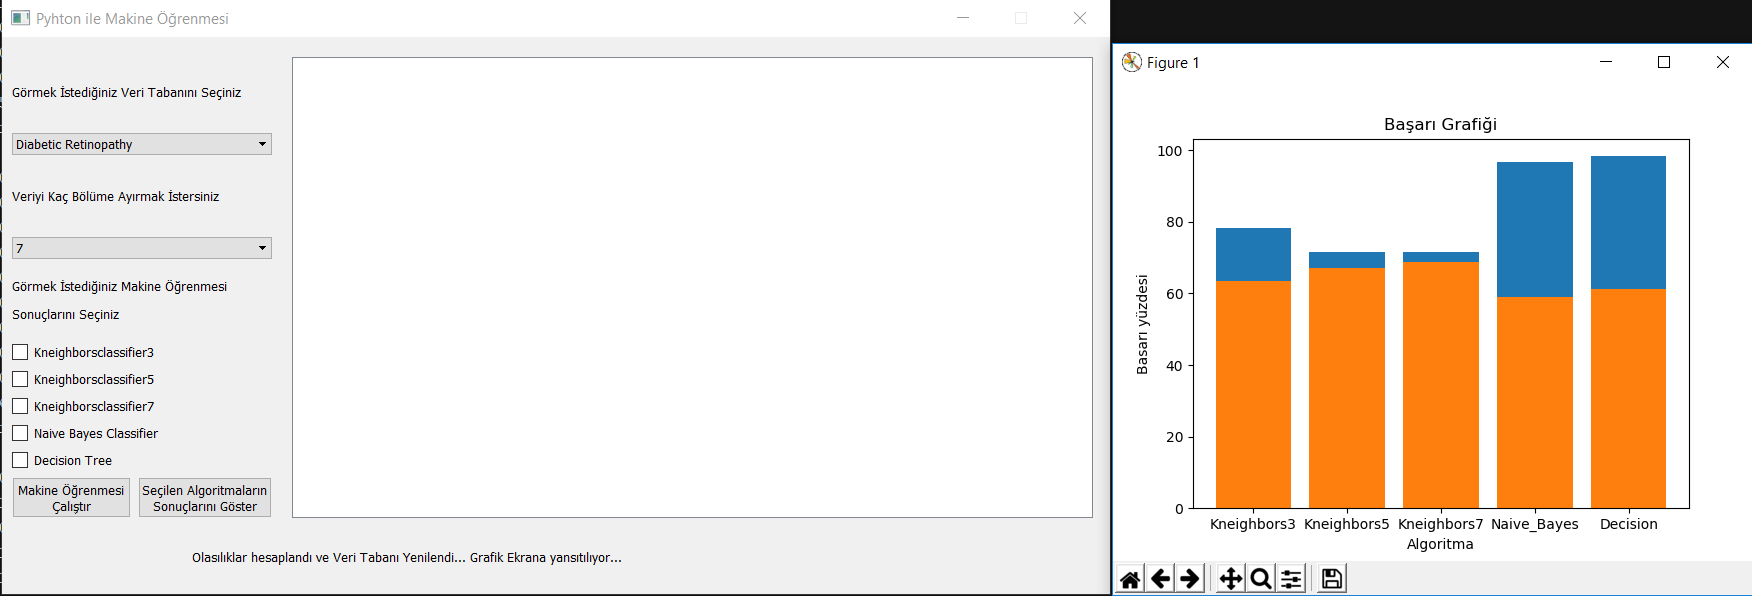 Pyhton ile Makine Öğrenmesi
Görmek İstediğiniz Veri Tabanını Seçiniz
Diabetic Retinopathy
Veriyi Kaç Bölüme Ayırmak İstersiniz
7
Görmek İstediğiniz Makine Öğrenmesi
Sonuçlarını Seçiniz
Kneighborsclassifier3
Kneighborsclassifier5
Kneighborsclassifier7
Naive Bayes Classifier
Decision Tree
Makine Öğrenmesi
Çalıştır
Seçilen Algoritmaların
Sonuçlarını Göster
Olasılıklar hesaplandı ve Veri Tabanı Yenilendi... Grafik Ekrana yansıtılıyor...
Figure 1
Başarı Grafiği
Basarı yüzdesi
100
80
60
40
20
0
Kneighbors3 Kneighbors5 Kneighbors7 Naive_Bayes Decision
Algoritma